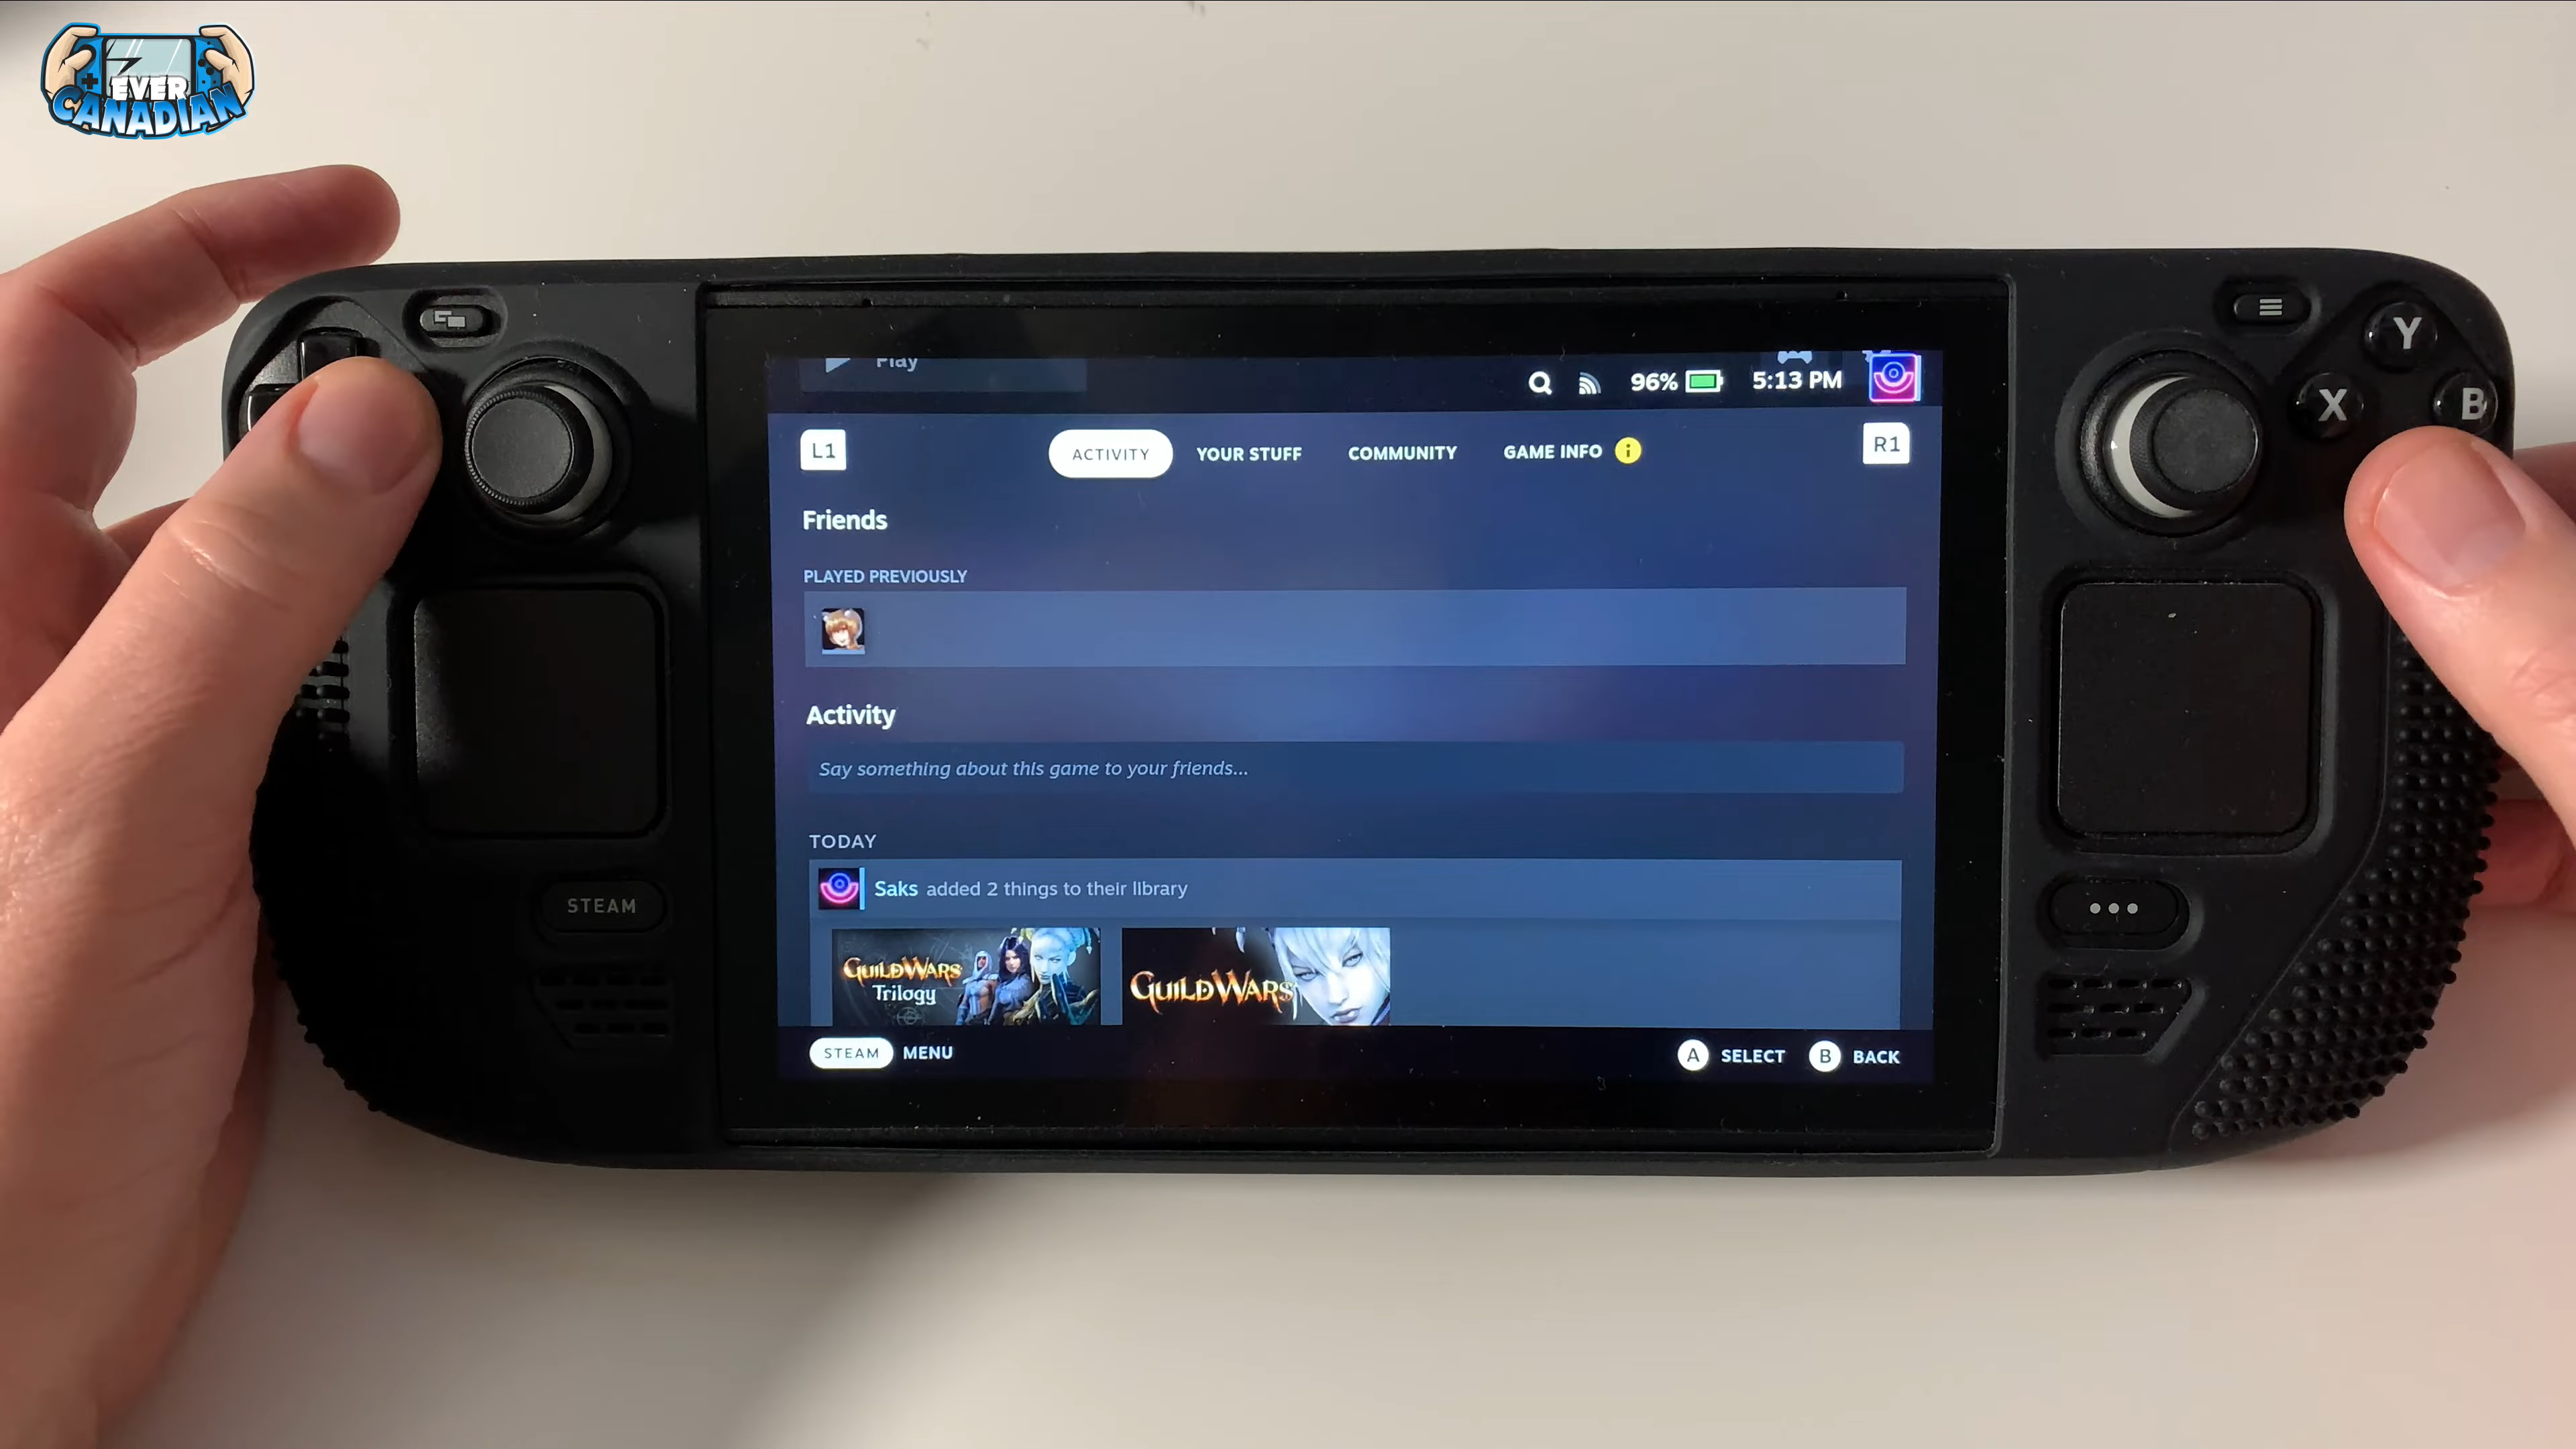 EVER
CANADIAN
Play
96%
5:13 PM
L1
ACTIVITY
YOUR STUFF
COMMUNITY
GAME INFO i
R1
Friends
PLAYED PREVIOUSLY
Activity
Say something about this game to your friends...
TODAY
Saks added 2 things to their library
GUILD WARS
Trilogy
GUILD WARS
STEAM MENU
A SELECT B BACK
STEAM
Y
X
B